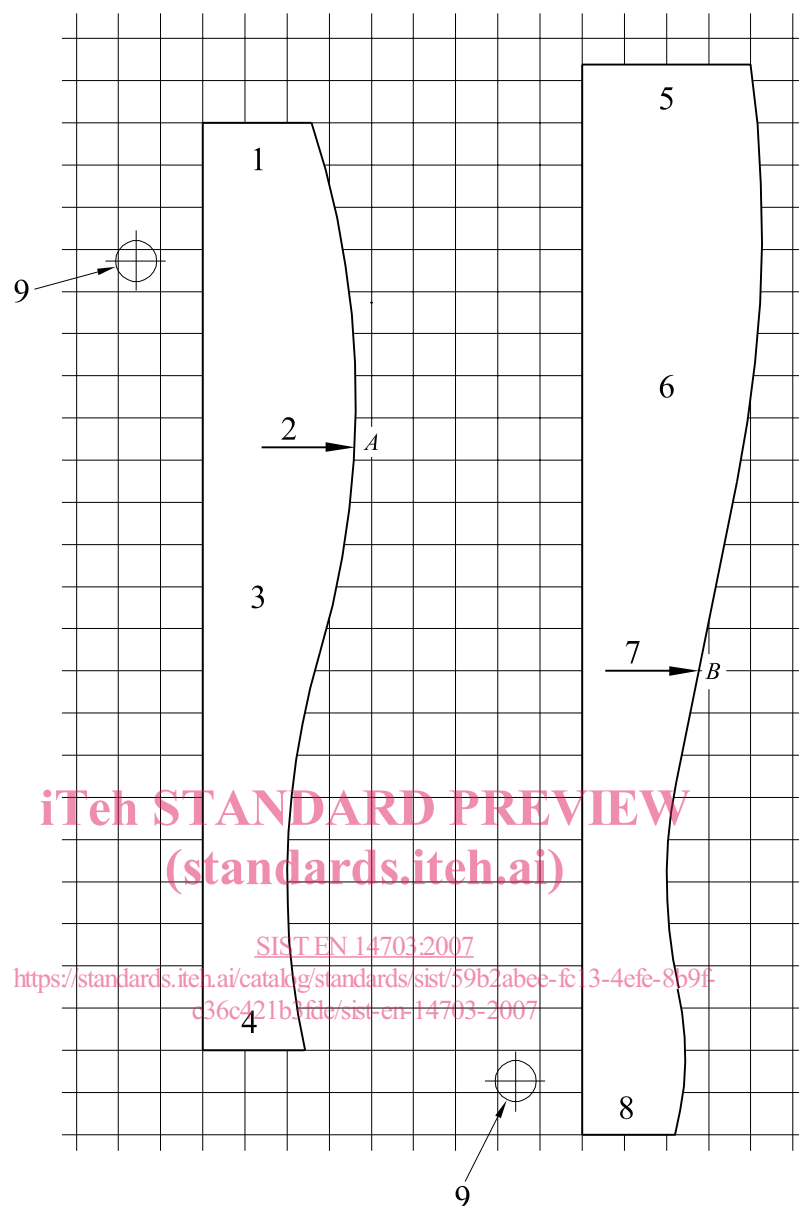 5
1
9
6
2
A
3
7
B
iTeh STANDARD PREVIEW
(standards.iteh.ai)
SIST EN 14703:2007
https://standards.iteh.ai/catalog/standards/sist/59b2abee-fc13-4efe-8b9f-
c36c421b3fde/sist-en-14703-2007
4
8
9